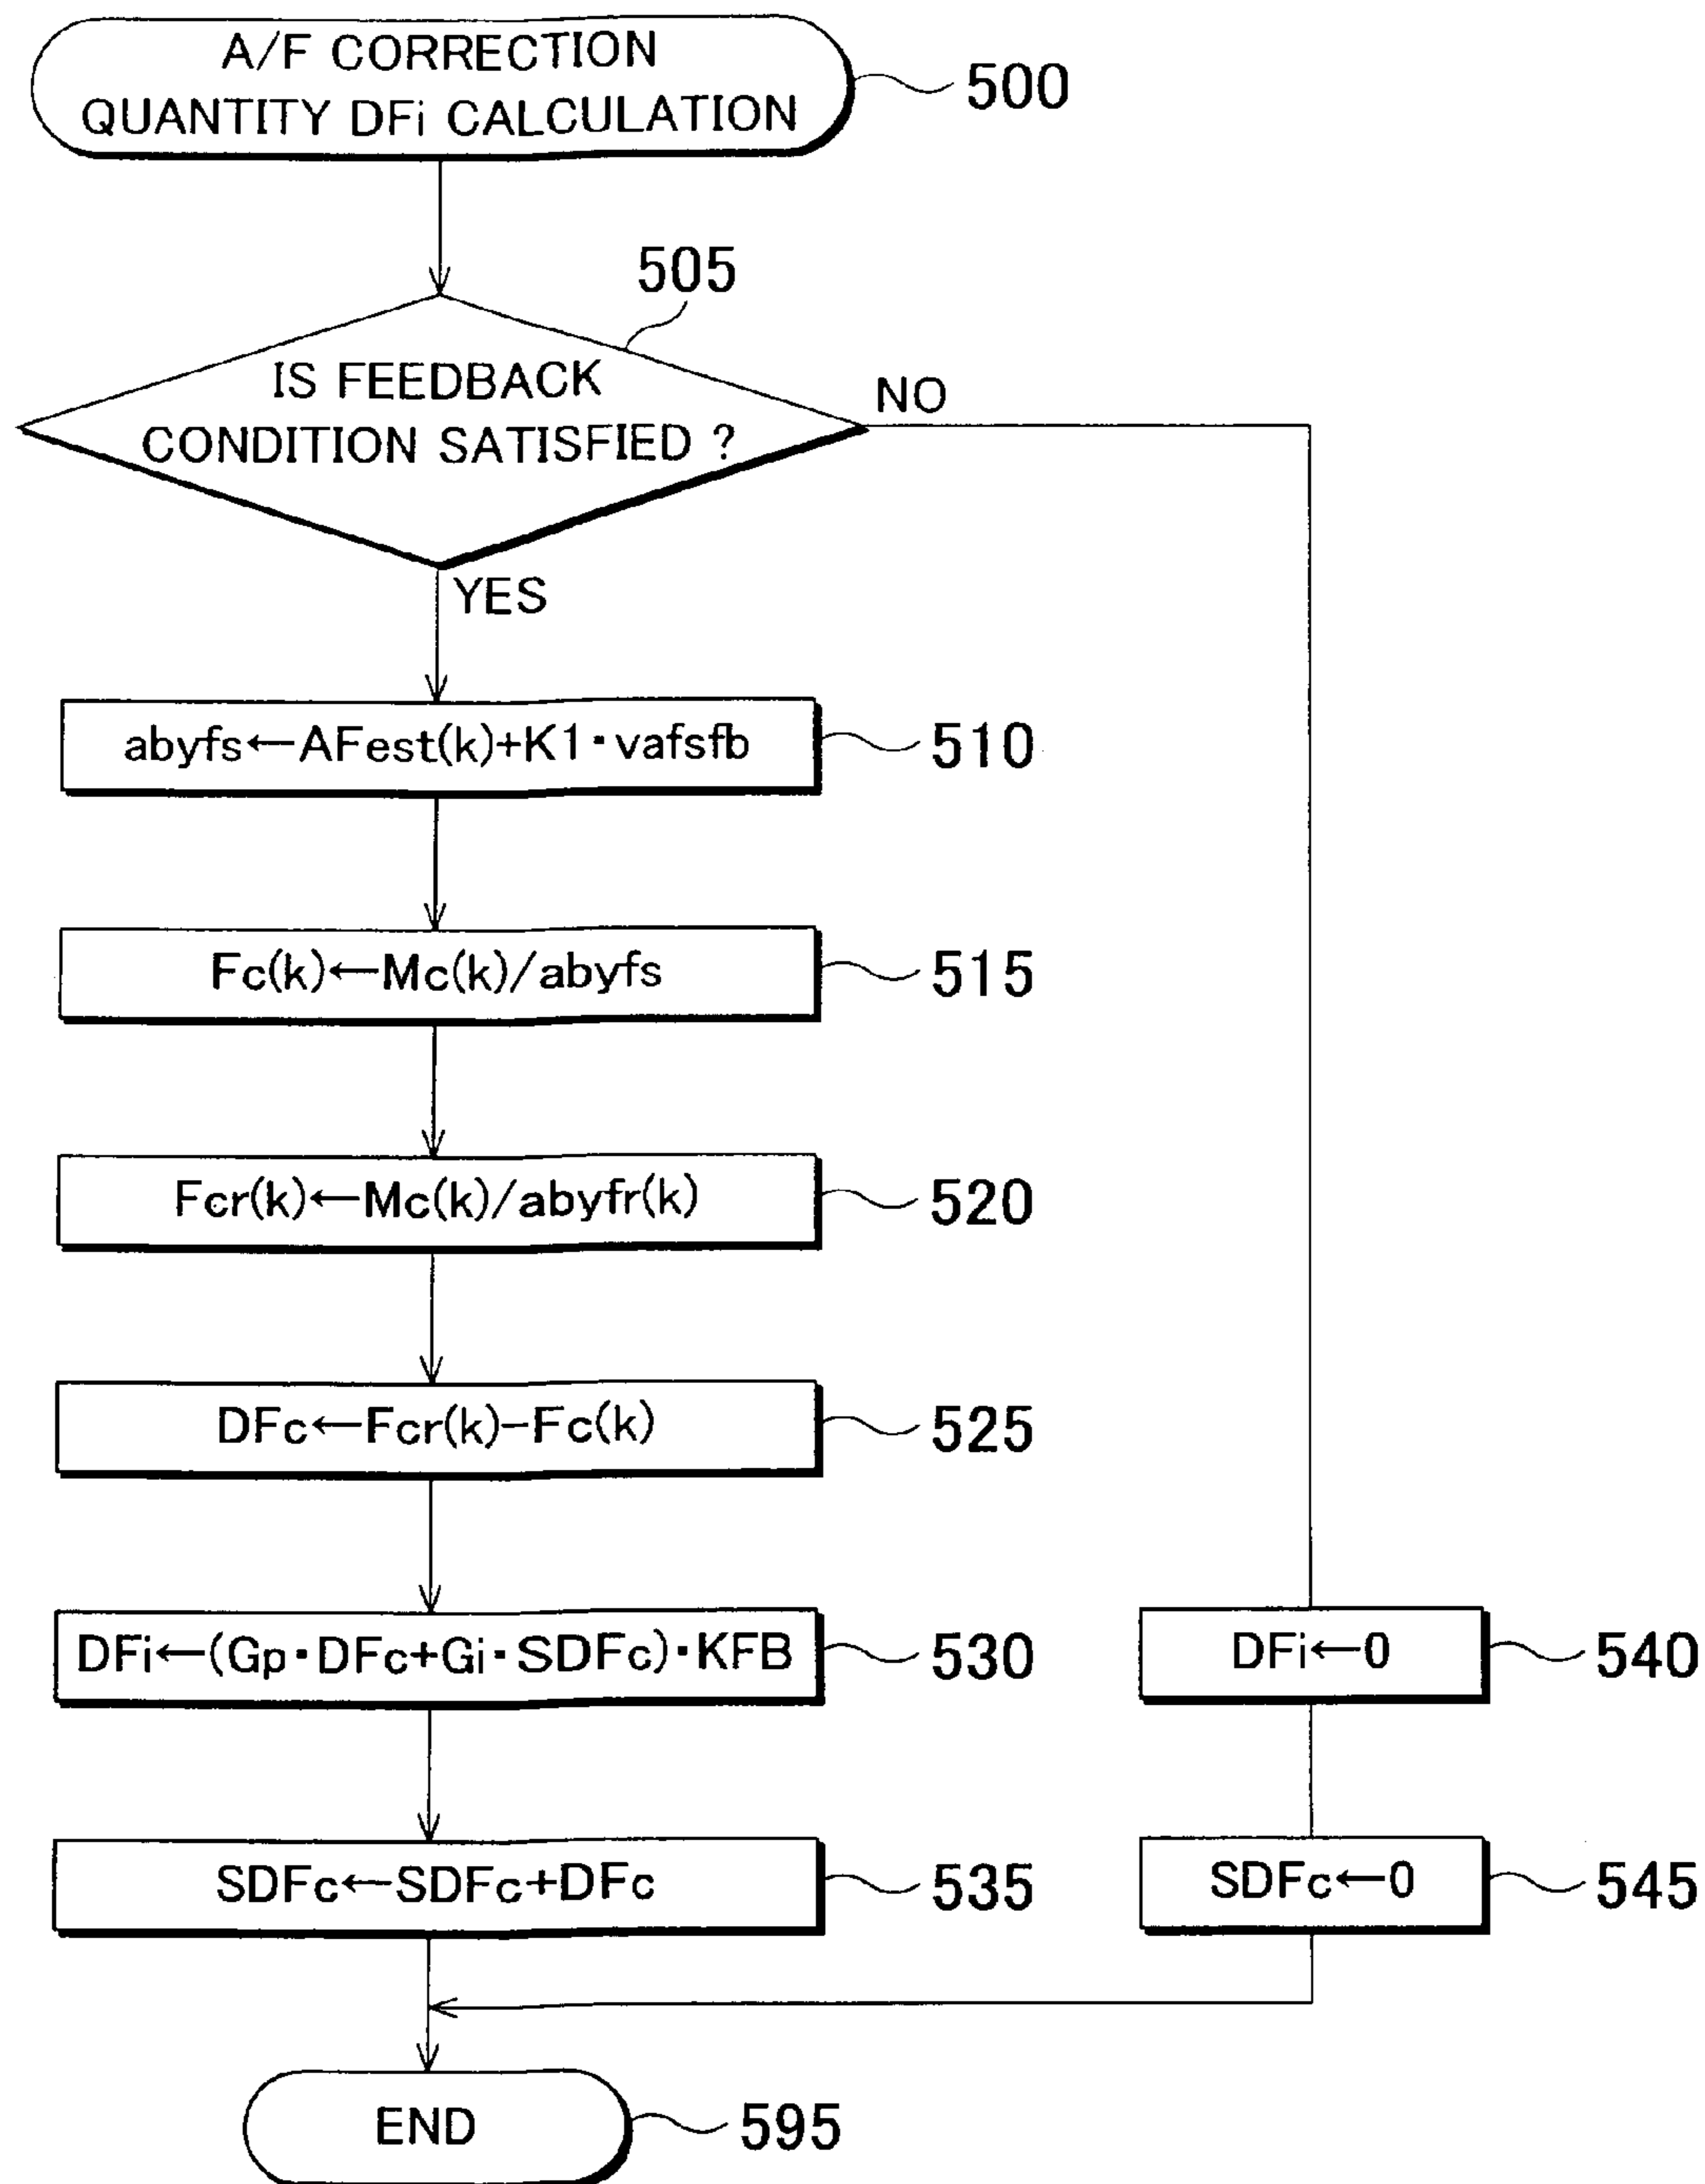 A/F CORRECTION
QUANTITY DFi CALCULATION
500
505
IS FEEDBACK
CONDITION SATISFIED ?
NO
YES
abyfs←AFest(k)+K1・vafsfb
510
Fc(k)←Mc(k)/abyfs
515
Fcr(k)←Mc(k)/abyfr(k)
520
DFc←Fcr(k)−Fc(k)
525
DFi←(Gp・DFc+Gi・SDFc)・KFB
530
DFi←0
540
SDFc←SDFc+DFc
535
SDFc←0
545
END
595